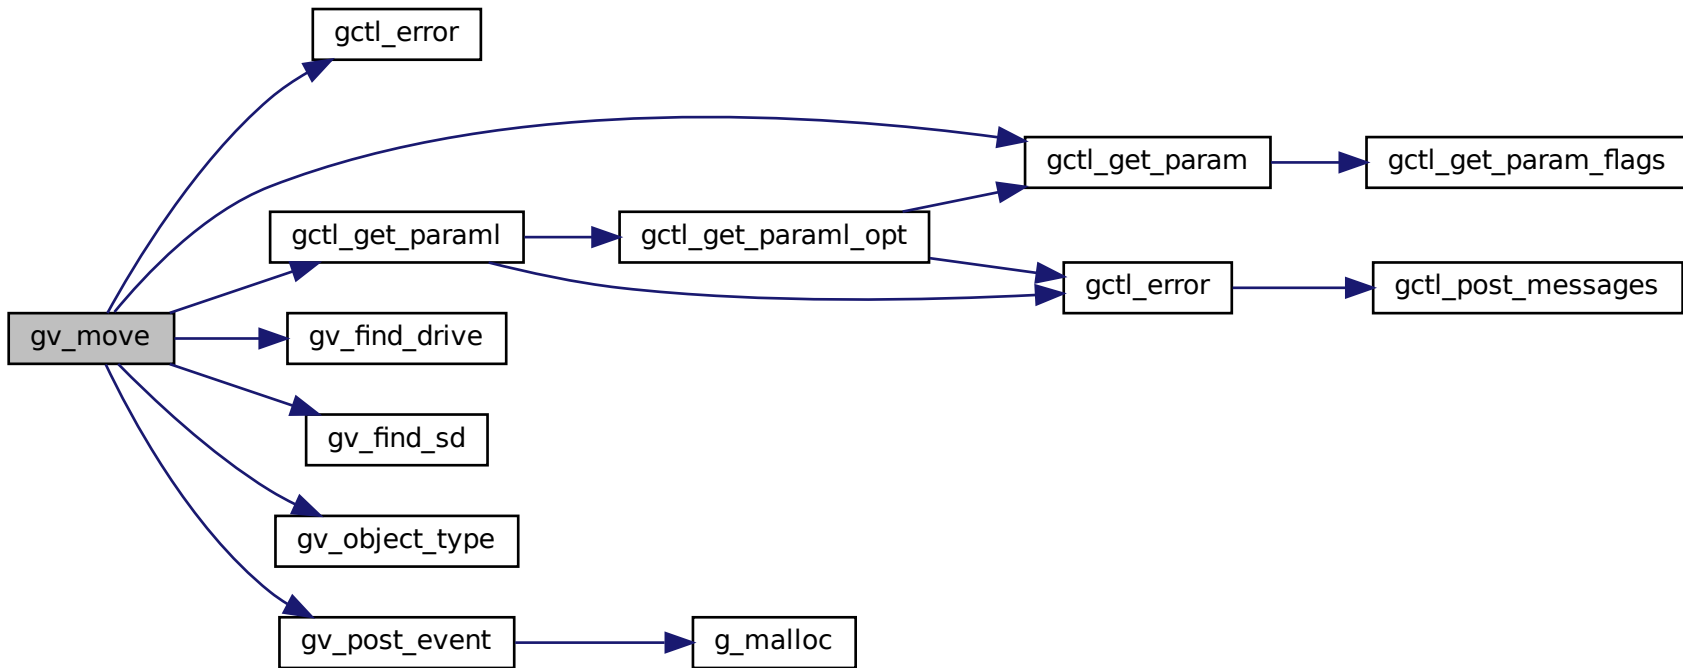 gctl_error
gctl_get_param
gctl_get_param_flags
gctl_get_paraml
gctl_get_paraml_opt
gctl_error
gctl_post_messages
gv_move
gv_find_drive
gv_find_sd
gv_object_type
gv_post_event
g_malloc